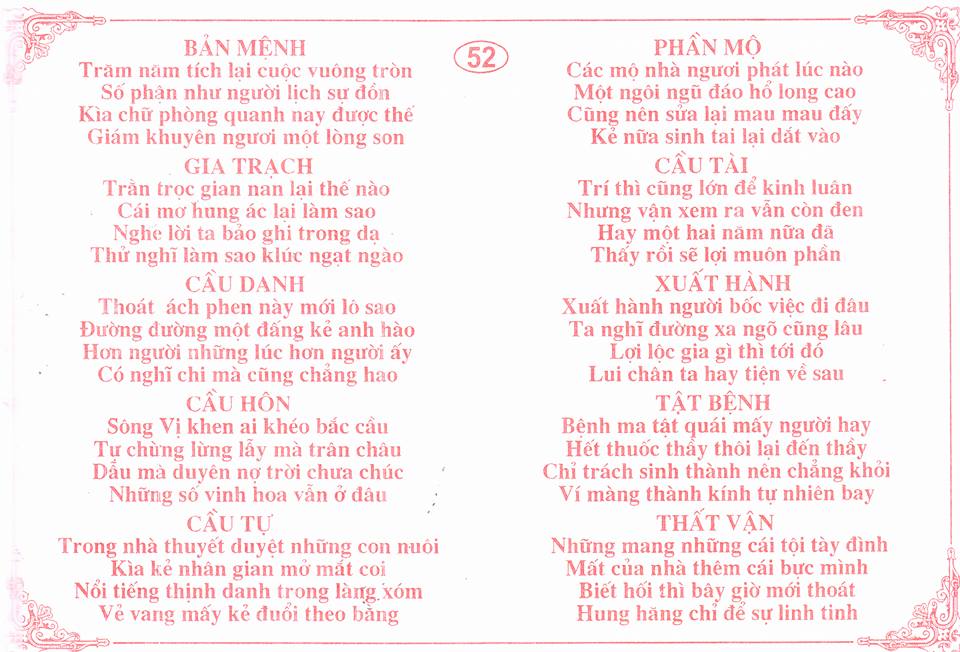 52
BẢN MỆNH
Trăm năm tích lại cuộc vuông tròn
Số phận như người lịch sự đồn
Kìa chữ phòng quanh nay được thế
Giám khuyên ngươi một lòng son
GIA TRẠCH
Trằn trọc gian nan lại thế nào
Cái mơ hung ác lại làm sao
Nghe lời ta bảo ghi trong dạ
Thử nghĩ làm sao klúc ngạt ngào
CẦU DANH
Thoát ách phen này mới ló sao
Đường đường một đấng kẻ anh hào
Hơn người những lúc hơn người ấy
Có nghĩ chi mà cũng chẳng hao
CẦU HÔN
Sông Vị khen ai khéo bắc cầu
Tự chừng lừng lẫy mà trân châu
Dẩu mà duyên nợ trời chưa chúc
Những số vinh hoa vẫn ở đâu
CẦU TỰ
Trong nhà thuyết duyệt những con nuôi
Kìa kẻ nhân gian mở mắt coi
Nổi tiếng thịnh danh trong làng xóm
Vẻ vang mấy kẻ đuổi theo bằng
PHẦN MỘ
Các mộ nhà ngươi phát lúc nào
Một ngôi ngũ đáo hổ long cao
Cũng nên sửa lại mau mau đấy
Kẻ nữa sinh tai lại dắt vào
CẦU TÀI
Trí thì cũng lớn để kinh luân
Nhưng vận xem ra vẫn còn đen
Hay một hai năm nữa đã
Thấy rồi sẽ lợi muôn phần
XUẤT HÀNH
Xuất hành người bốc việc đi đâu
Ta nghĩ đường xa ngõ cũng lâu
Lợi lộc gia gì thì tới đó
Lui chân ta hay tiện về sau
TẬT BỆNH
Bệnh ma tật quái mấy người hay
Hết thuốc thầy thôi lại đến thầy
Chỉ trách sinh thành nên chẳng khỏi
Ví màng thành kính tự nhiên bay
THẤT VẬN
Những mang những cái tội tày đình
Mất của nhà thêm cái bực mình
Biết hối thì bây giờ mới thoát
Hung hăng chỉ để sự linh tinh